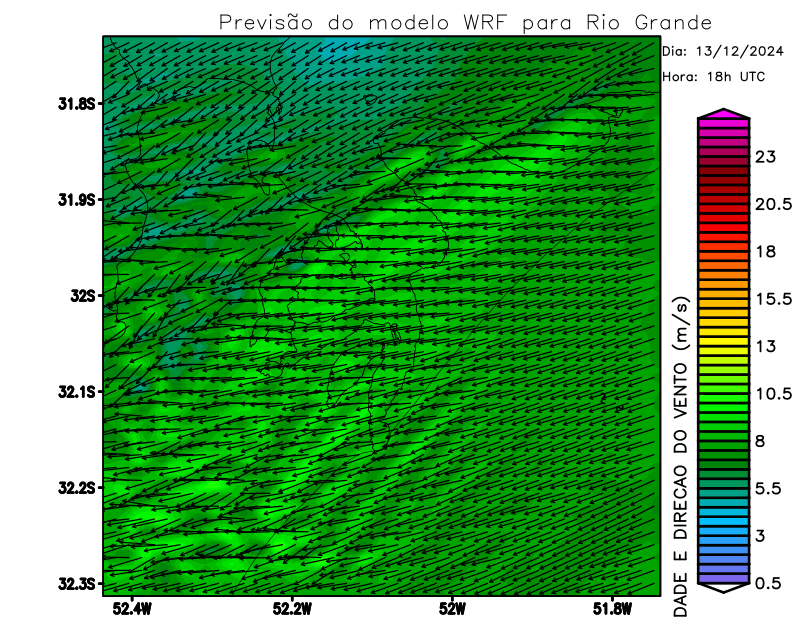 Previsão do modelo WRF para Rio Grande
Dia: 13/12/2024
Hora: 18h UTC
31.8S
31.9S
32S
32.1S
32.2S
32.3S
52.4W
52.2W
52W
51.8W
DADE E DIRECAO DO VENTO (m/s)
23
20.5
18
15.5
13
10.5
8
5.5
3
0.5